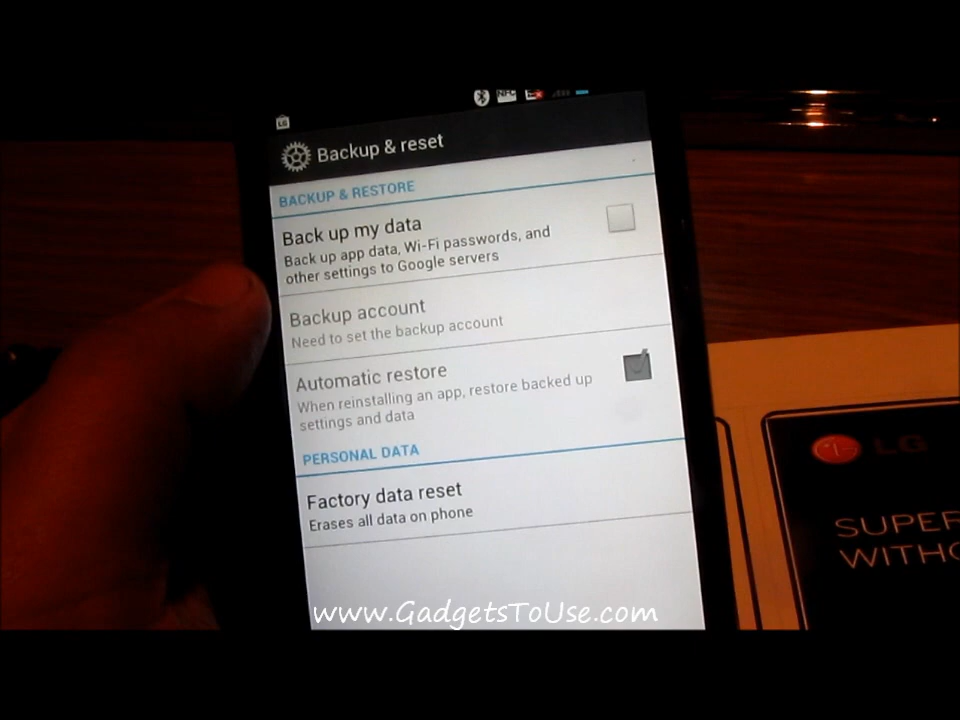 LG
NFC
Backup & reset
BACKUP & RESTORE
Back up my data
Back up app data, Wi-Fi passwords, and
other settings to Google servers
Backup account
Need to set the backup account
Automatic restore
When reinstalling an app, restore backed up
settings and data
PERSONAL DATA
Factory data reset
Erases all data on phone
LG
SUPER
WITHO
www.GadgetsToUse.com